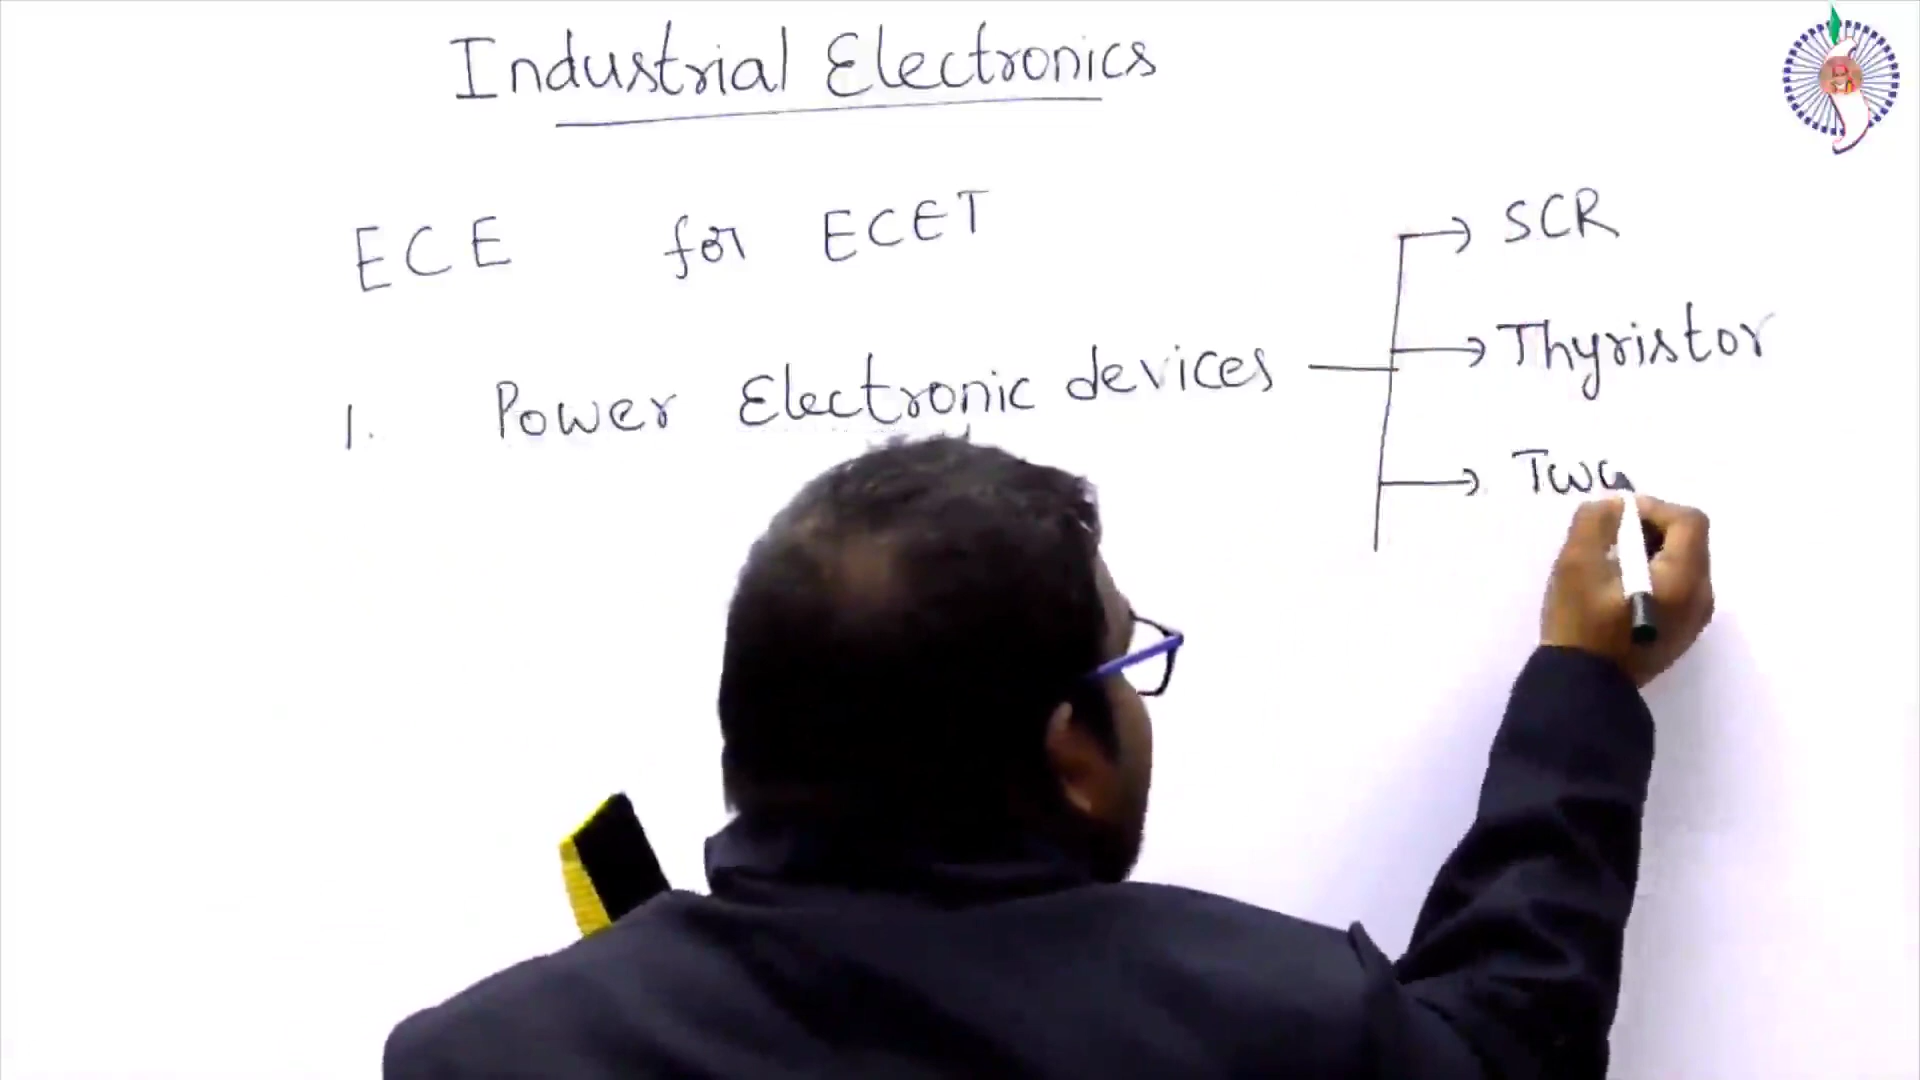 Industrial Electronics
ECE for ECET
1. Power Electronic devices
SCR
Thyristor